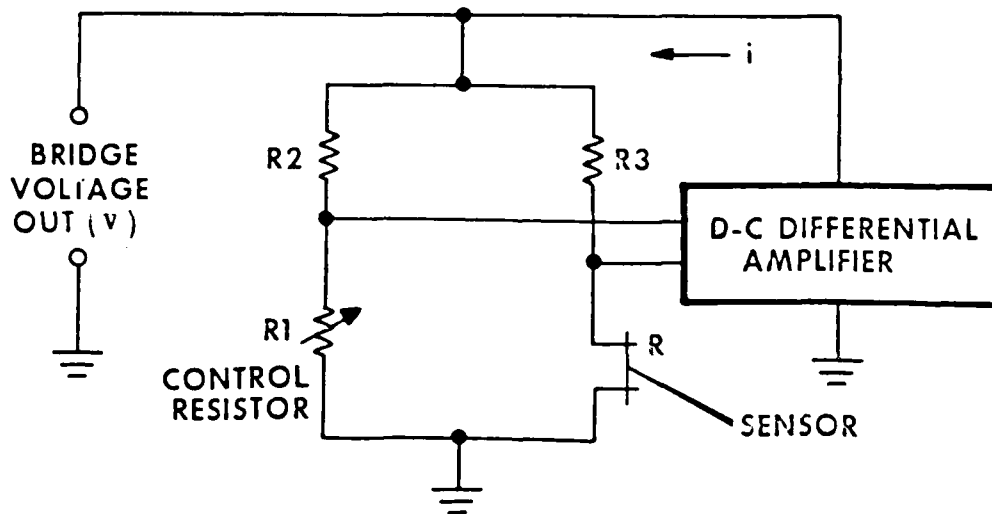 i
BRIDGE
VOLTAGE
OUT (V)
R2
R3
D-C DIFFERENTIAL
AMPLIFIER
R1
CONTROL
RESISTOR
R
SENSOR